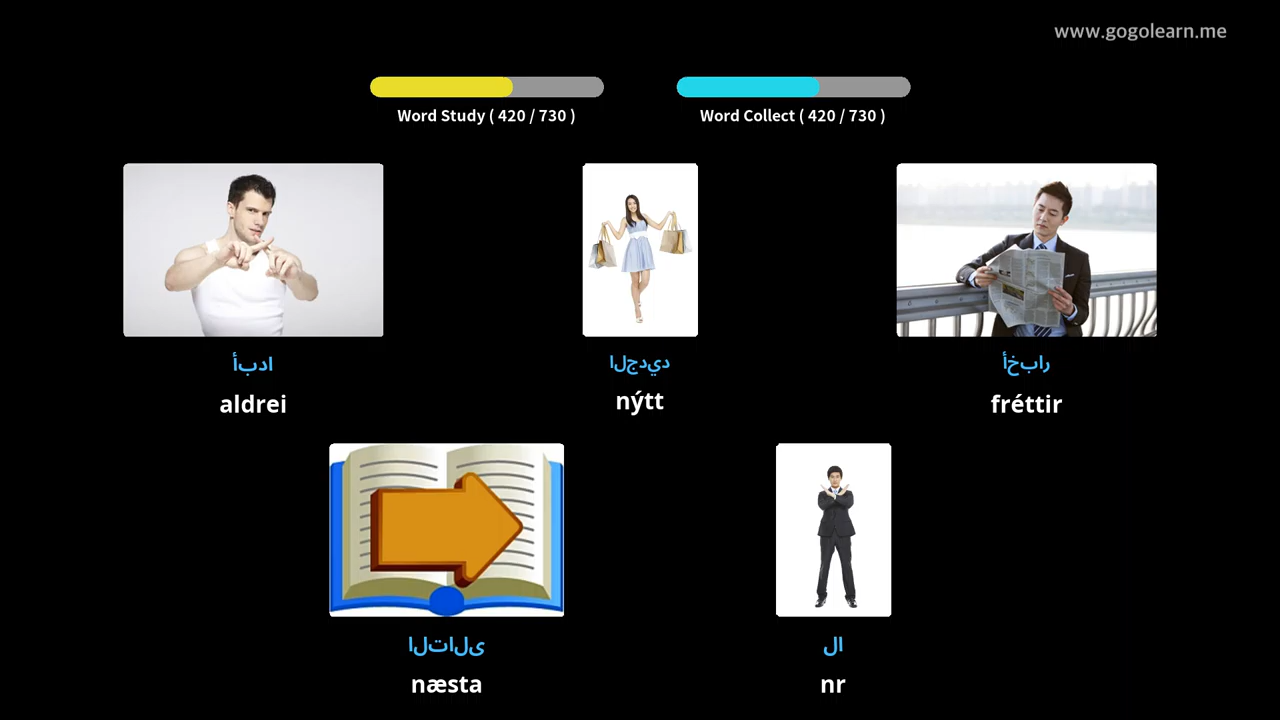 www.gogolearn.me
Word Study ( 420 / 730 )
Word Collect ( 420 / 730 )
أبدا
aldrei
الجديد
nýtt
أخبار
fréttir
التالى
næsta
لا
nr